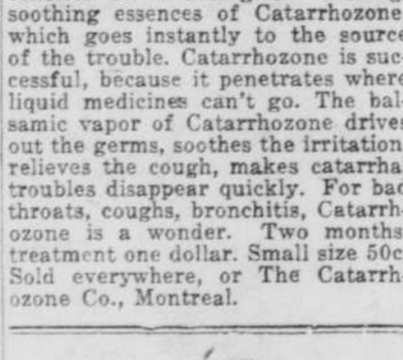 soothing essences of Catarrhozone
which goes instantly to the source
of the trouble. Catarrhozone is suc-
cessful, because it penetrates where
liquid medicines can't go. The bal-
samic vapor of Catarrhozone drives
out the germs, soothes the irritation
relieves the cough, makes catarrha
troubles disappear quickly. For bad
throats, coughs, bronchitis, Catarrh-
ozone is a wonder. Two months
treatment one dollar. Small size 50c
Sold everywhere, or The Catarrh-
ozone Co., Montreal.